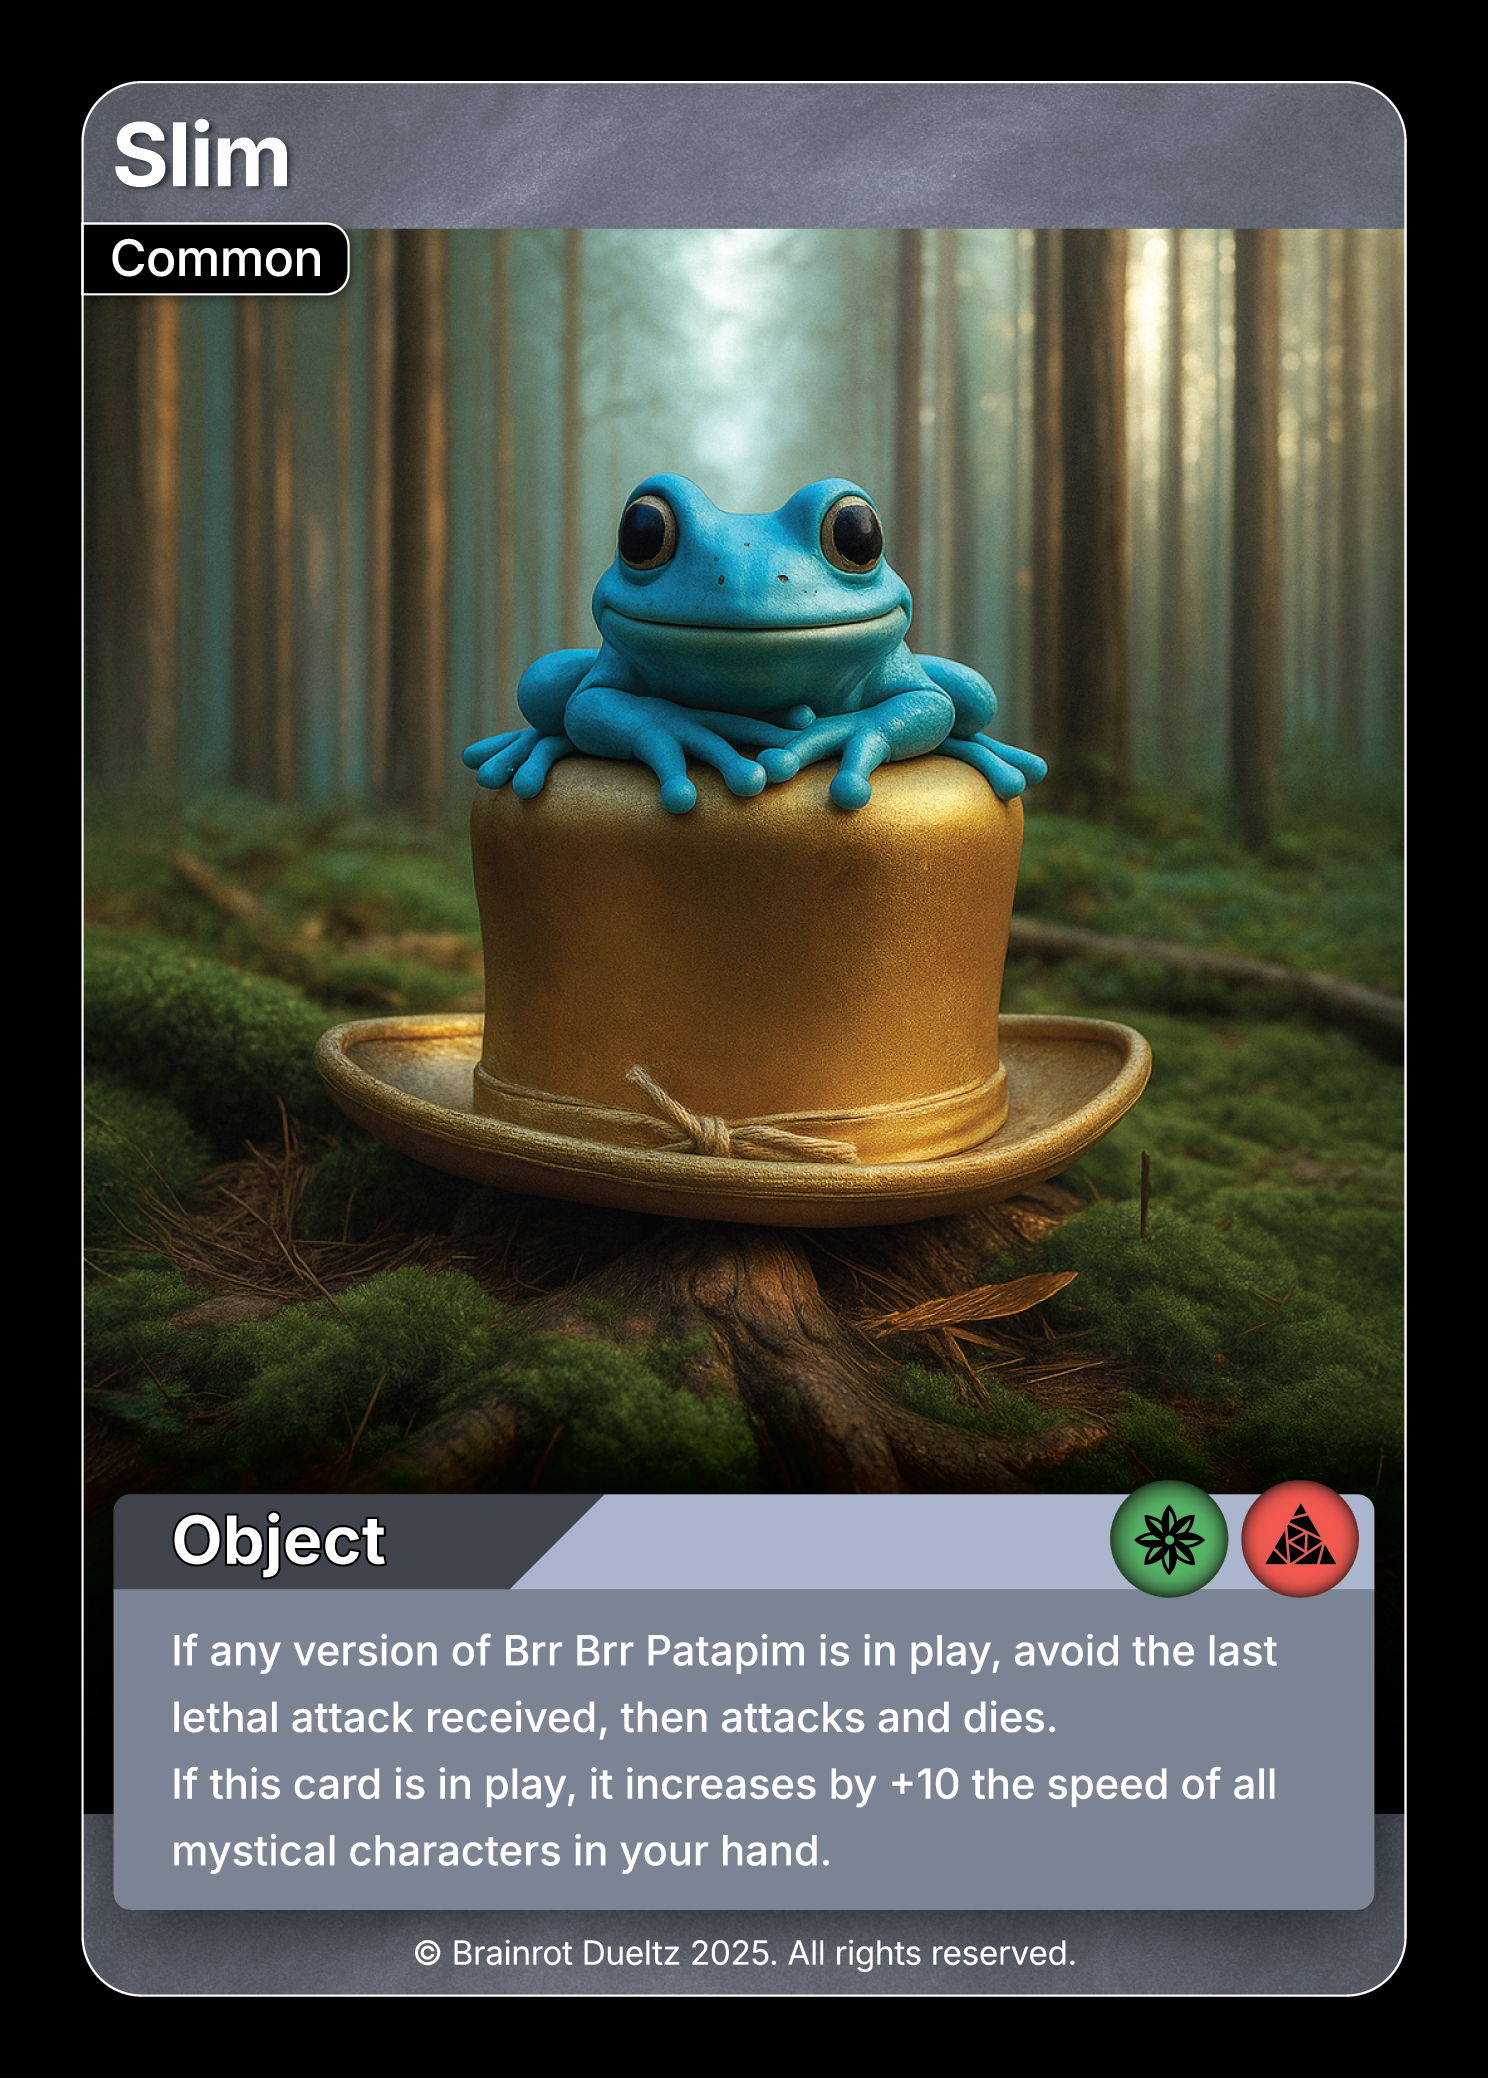 Slim
Common
Object
If any version of Brr Brr Patapim is in play, avoid the last
lethal attack received, then attacks and dies.
If this card is in play, it increases by +10 the speed of all
mystical characters in your hand.
© Brainrot Dueltz 2025. All rights reserved.